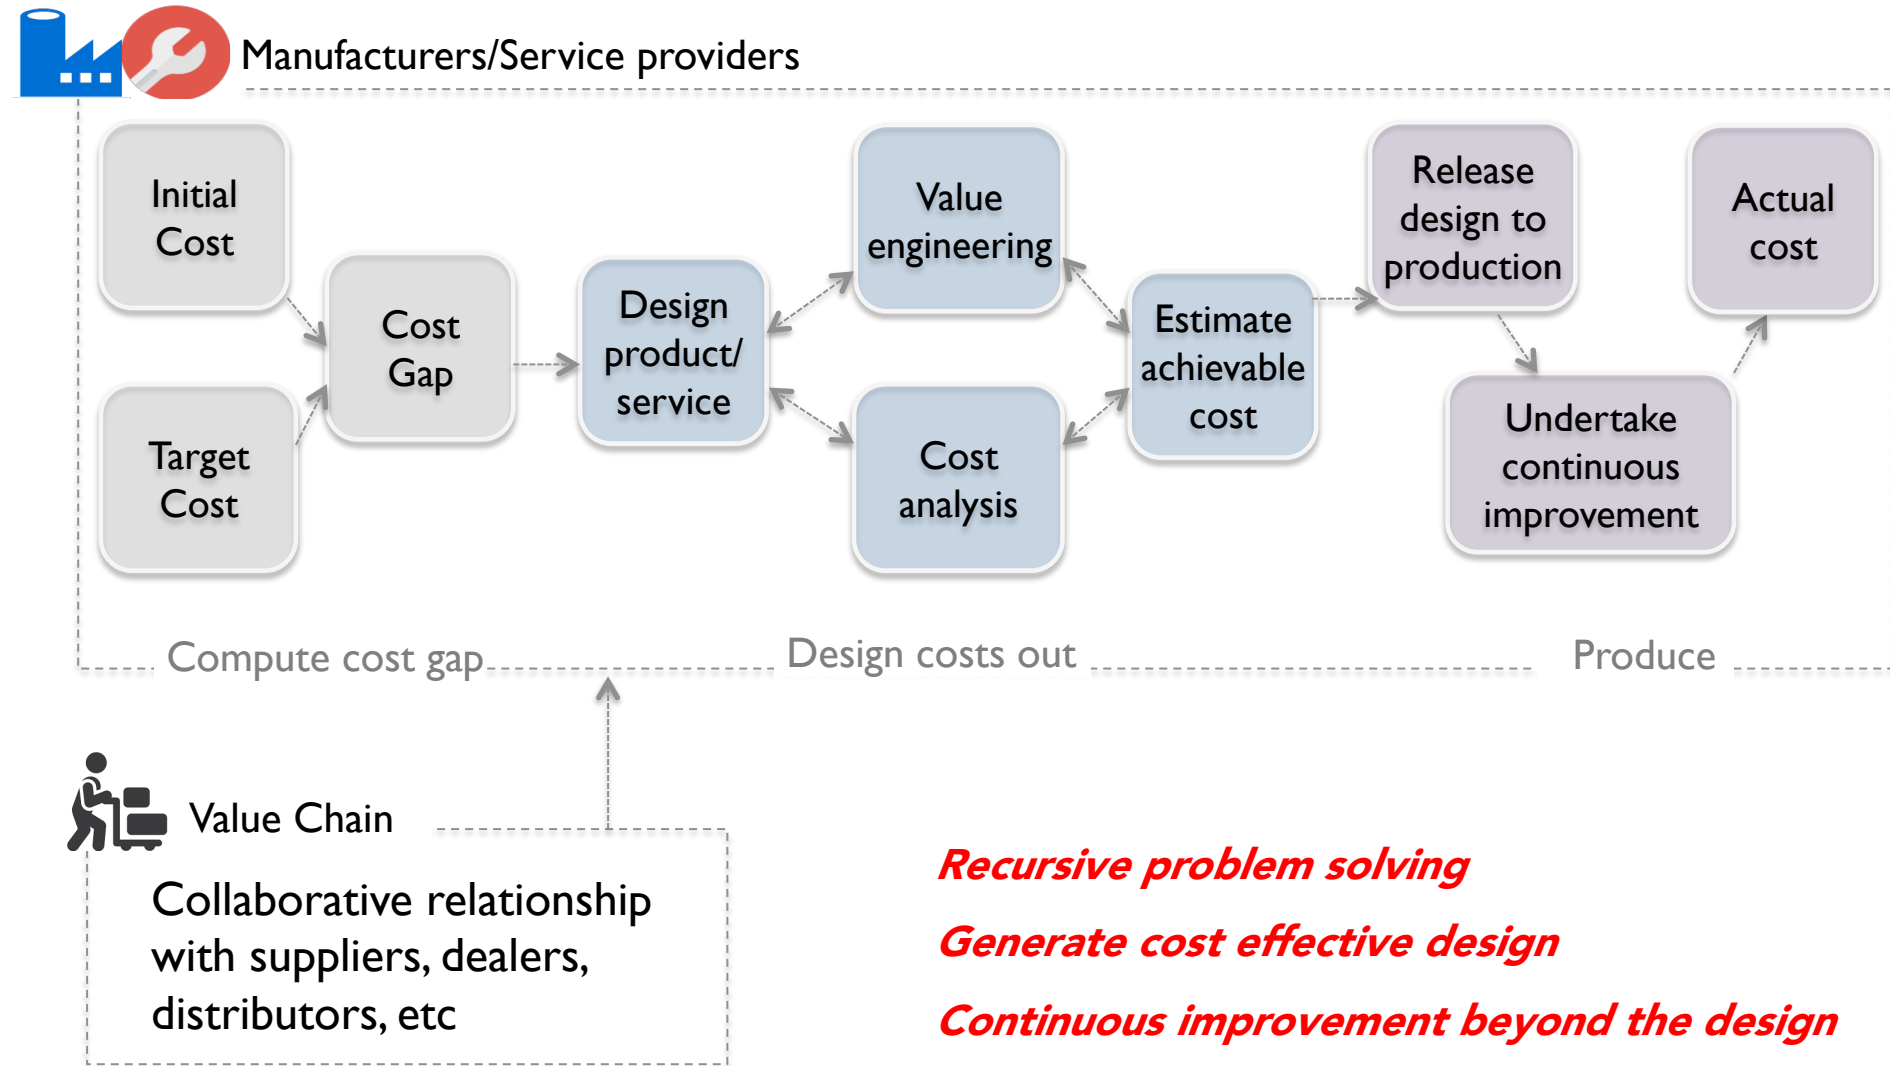 Manufacturers/Service providers
Initial
Cost
Target
Cost
Cost
Gap
Design
product/
service
Value
engineering
Cost
analysis
Estimate
achievable
cost
Release
design to
production
Undertake
continuous
improvement
Actual
cost
Compute cost gap
Design costs out
Produce
Value Chain
Collaborative relationship
with suppliers, dealers,
distributors, etc
Recursive problem solving
Generate cost effective design
Continuous improvement beyond the design